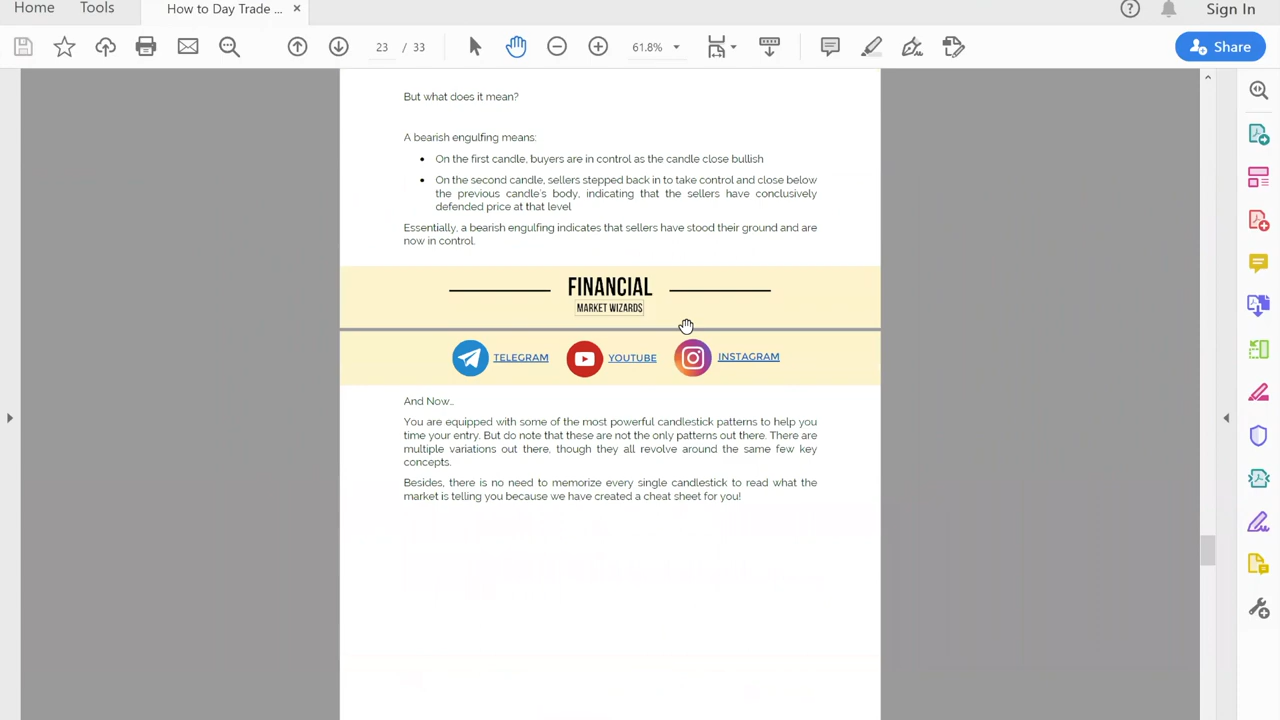 Home Tools How to Day Trade ... × Sign In
23 / 33 61.8% Share
But what does it mean?
A bearish engulfing means:
• On the first candle, buyers are in control as the candle close bullish
• On the second candle, sellers stepped back in to take control and close below
the previous candle's body, indicating that the sellers have conclusively
defended price at that level
Essentially, a bearish engulfing indicates that sellers have stood their ground and are
now in control.
FINANCIAL
MARKET WIZARDS
TELEGRAM YOUTUBE INSTAGRAM
And Now…
You are equipped with some of the most powerful candlestick patterns to help you
time your entry. But do note that these are not the only patterns out there. There are
multiple variations out there, though they all revolve around the same few key
concepts.
Besides, there is no need to memorize every single candlestick to read what the
market is telling you because we have created a cheat sheet for you!